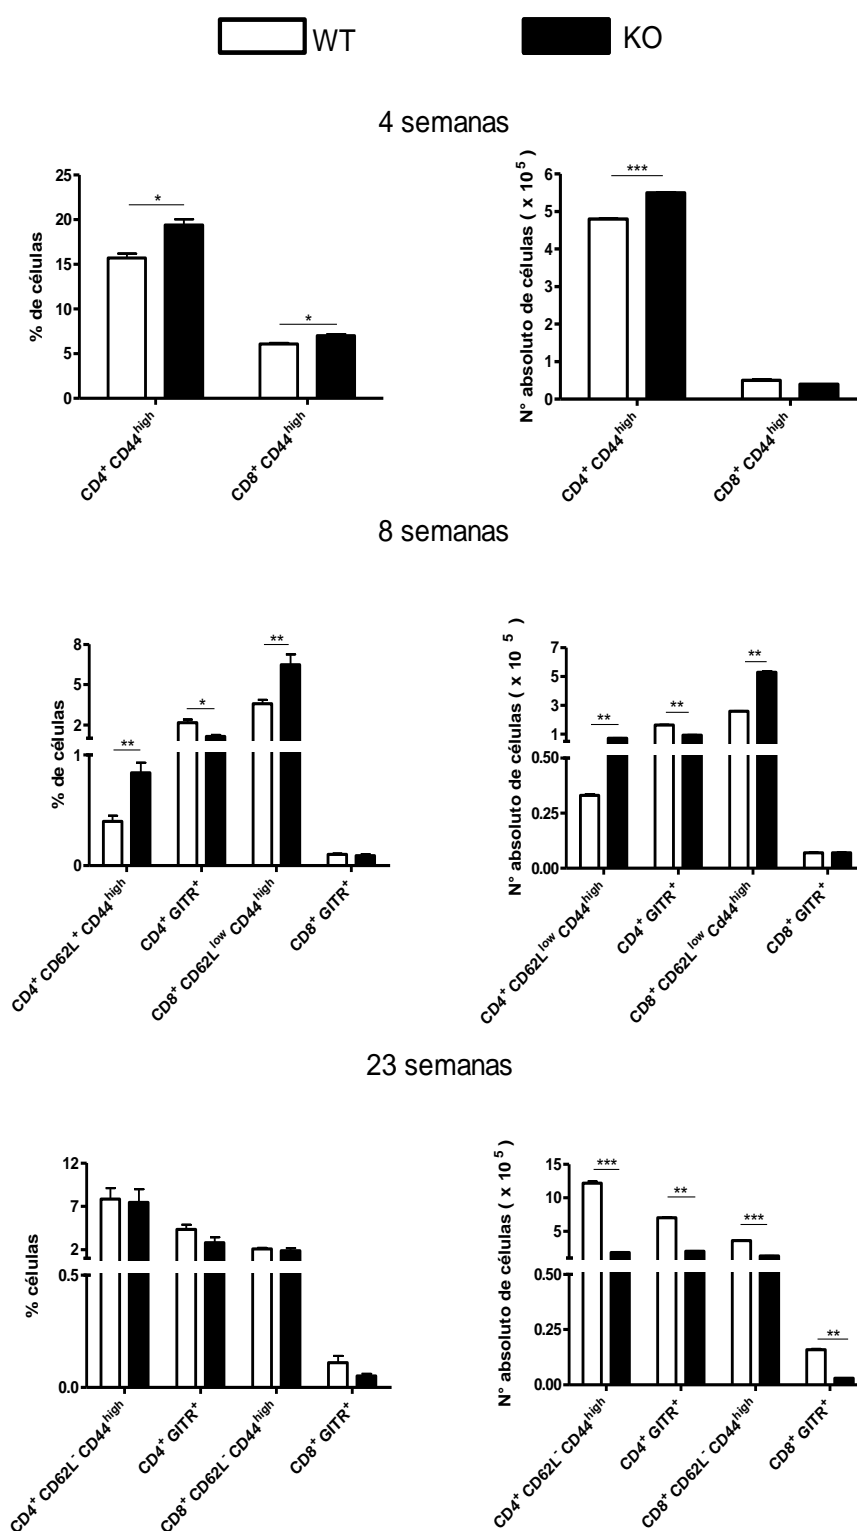 WT
KO
4 semanas
% de células
25
20
15
10
5
0
*
*
CD4+ CD44high
CD8+ CD44high
N° absoluto de células ( x 10 5 )
6
5
4
3
2
1
0
***
CD4+ CD44high
CD8+ CD44high
8 semanas
% de células
8
5
2
1
0
**
*
**
CD4+ CD62L+ CD44high
CD4+ GITR+
CD8+ CD62Llow CD44high
CD8+ GITR+
N° absoluto de células ( x 10 5 )
7
5
3
1
0.50
0.25
0.00
**
**
**
CD4+ CD62Llow CD44high
CD4+ GITR+
CD8+ CD62Llow Cd44high
CD8+ GITR+
23 semanas
% células
12
7
2
0.5
0.0
CD4+ CD62L- CD44high
CD4+ GITR+
CD8+ CD62L- CD44high
CD8+ GITR+
N° absoluto de células ( x 10 5 )
15
10
5
0.50
0.25
0.00
***
**
***
**
CD4+ CD62L- CD44high
CD4+ GITR+
CD8+ CD62L- CD44high
CD8+ GITR+